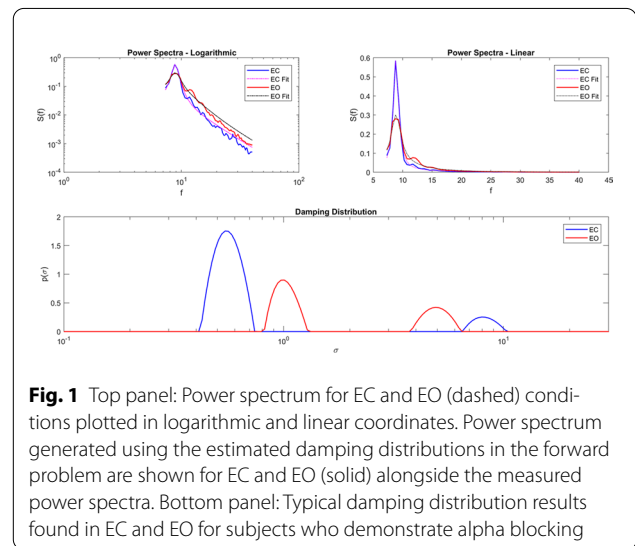 Power Spectra - Logarithmic
10^0
10^-1
10^-2
10^-3
10^-4
S(f)
10^0
10^1
10^2
f
EC
EC Fit
EO
EO Fit
Power Spectra - Linear
0.6
0.5
0.4
0.3
0.2
0.1
0
S(f)
5 10 15 20 25 30 35 40 45
f
EC
EC Fit
EO
EO Fit
Damping Distribution
2
1.5
1
0.5
0
p(σ)
10^-1
10^0
10^1
σ
EC
EO
Fig. 1 Top panel: Power spectrum for EC and EO (dashed) condi-
tions plotted in logarithmic and linear coordinates. Power spectrum
generated using the estimated damping distributions in the forward
problem are shown for EC and EO (solid) alongside the measured
power spectra. Bottom panel: Typical damping distribution results
found in EC and EO for subjects who demonstrate alpha blocking